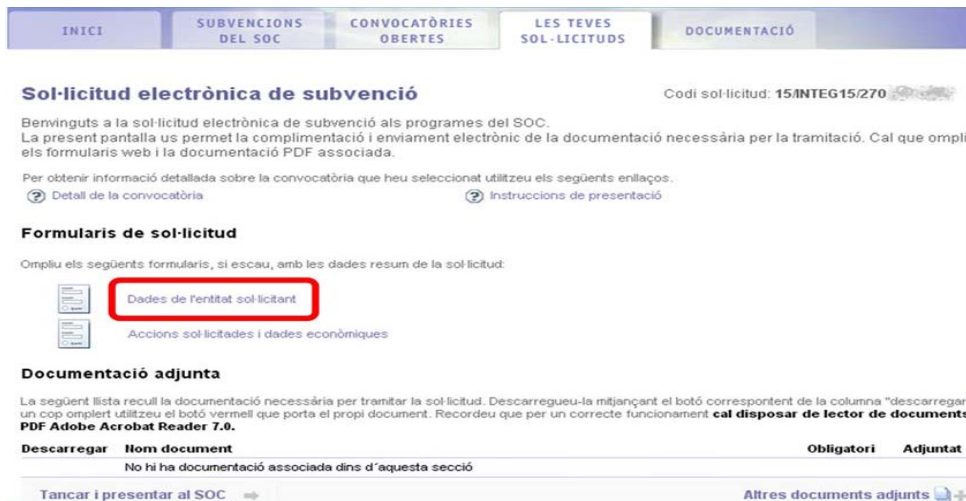 INICI
SUBVENCIONS DEL SOC
CONVOCATÒRIES OBERTES
LES TEVES SOL·LICITUDS
DOCUMENTACIÓ
Sol·licitud electrònica de subvenció
Codi sol·licitud: 15/INTEG15/270
Benvinguts a la sol·licitud electrònica de subvenció als programes del SOC.
La present pantalla us permet la complimentació i enviament electrònic de la documentació necessària per la tramitació. Cal que ompli
els formularis web i la documentació PDF associada.
Per obtenir informació detallada sobre la convocatòria que heu seleccionat utilitzeu els següents enllaços.
Detall de la convocatòria
Instruccions de presentació
Formularis de sol·licitud
Ompliu els següents formularis, si escau, amb les dades resum de la sol·licitud:
Dades de l'entitat sol·licitant
Accions sol·licitades i dades econòmiques
Documentació adjunta
La següent llista recull la documentació necessària per tramitar la sol·licitud. Descarregueu-la mitjançant el botó corresponent de la columna "descarregar
un cop omplert utilitzeu el botó vermell que porta el propi document. Recordeu que per un correcte funcionament cal disposar de lector de documents
PDF Adobe Acrobat Reader 7.0.
Descarregar Nom document Obligatori Adjuntat
No hi ha documentació associada dins d´aquesta secció
Tancar i presentar al SOC
Altres documents adjunts